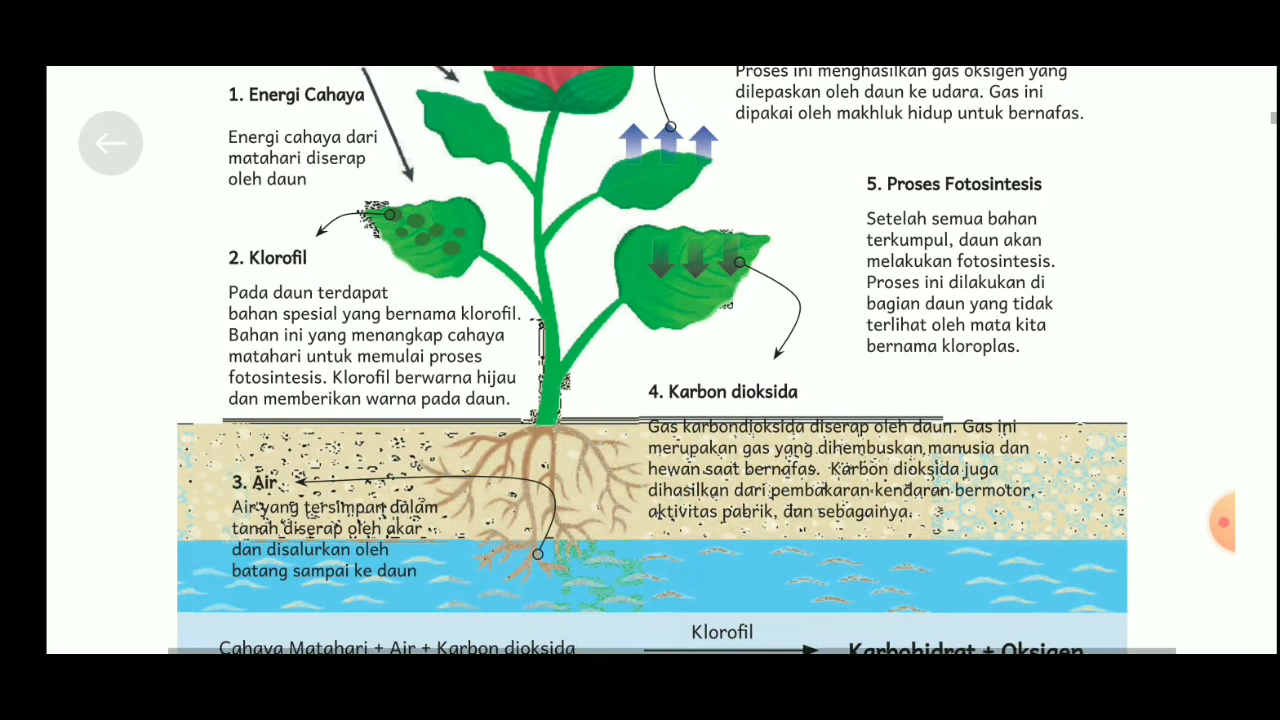 Proses ini menghasilkan gas oksigen yang
dilepaskan oleh daun ke udara. Gas ini
dipakai oleh makhluk hidup untuk bernafas.
1. Energi Cahaya
Energi cahaya dari
matahari diserap
oleh daun
2. Klorofil
Pada daun terdapat
bahan spesial yang bernama klorofil.
Bahan ini yang menangkap cahaya
matahari untuk memulai proses
fotosintesis. Klorofil berwarna hijau
dan memberikan warna pada daun.
3. Air
Air yang tersimpan dalam
tanah diserap oleh akar
dan disalurkan oleh
batang sampai ke daun
4. Karbon dioksida
Gas karbondioksida diserap oleh daun. Gas ini
merupakan gas yang dihembuskan manusia dan
hewan saat bernafas. Karbon dioksida juga
dihasilkan dari pembakaran kendaran bermotor,
aktivitas pabrik, dan sebagainya.
5. Proses Fotosintesis
Setelah semua bahan
terkumpul, daun akan
melakukan fotosintesis.
Proses ini dilakukan di
bagian daun yang tidak
terlihat oleh mata kita
bernama kloroplas.
Cahaya Matahari + Air + Karbon dioksida
Klorofil
Karbohidrat + Oksigen